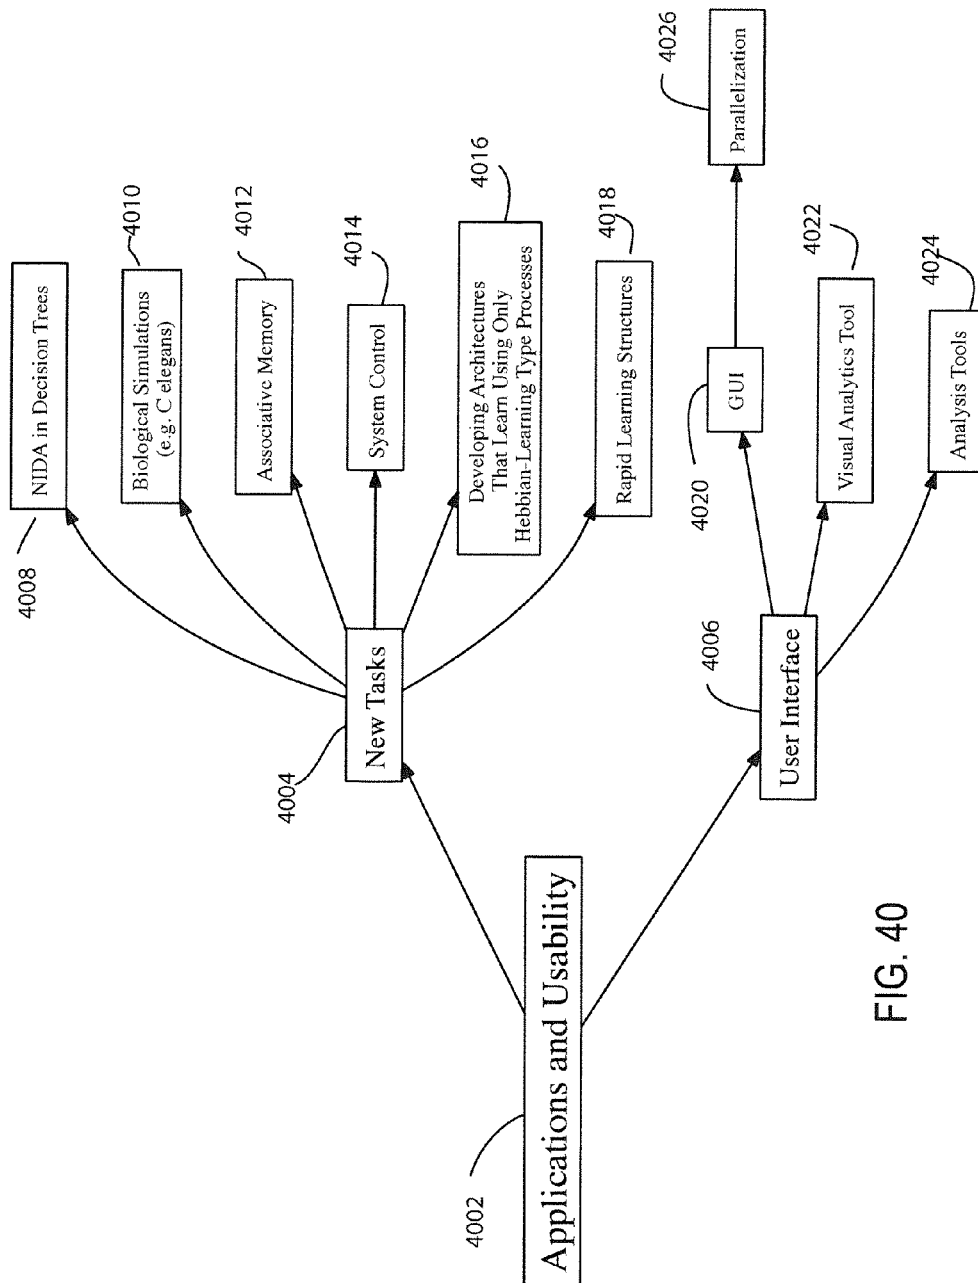 4002
Applications and Usability
4004
New Tasks
4008
NIDA in Decision Trees
4010
Biological Simulations
(e.g. C elegans)
4012
Associative Memory
4014
System Control
4016
Developing Architectures
That Learn Using Only
Hebbian-Learning Type Processes
4018
Rapid Learning Structures
4006
User Interface
4020
GUI
4026
Parallelization
4022
Visual Analytics Tool
4024
Analysis Tools
FIG. 40